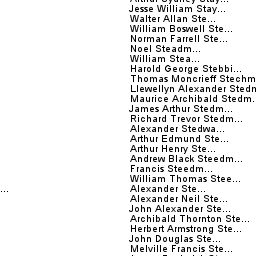 Jesse William Stay...
Walter Allan Ste...
William Boswell Ste...
Norman Farrell Ste...
Noel Steadm...
William Stea...
Harold George Stebbi...
Thomas Moncrieff Stechm
Llewellyn Alexander Stedm
Maurice Archibald Stedm.
James Arthur Stedm...
Richard Trevor Stedm...
Alexander Stedwa...
Arthur Edmund Ste...
Arthur Henry Ste...
Andrew Black Steedm...
Francis Steedm...
William Thomas Stee...
... Alexander Ste...
Alexander Neil Ste...
John Alexander Ste...
Archibald Thornton Ste...
Herbert Armstrong Ste...
John Douglas Ste...
Melville Francis Ste...